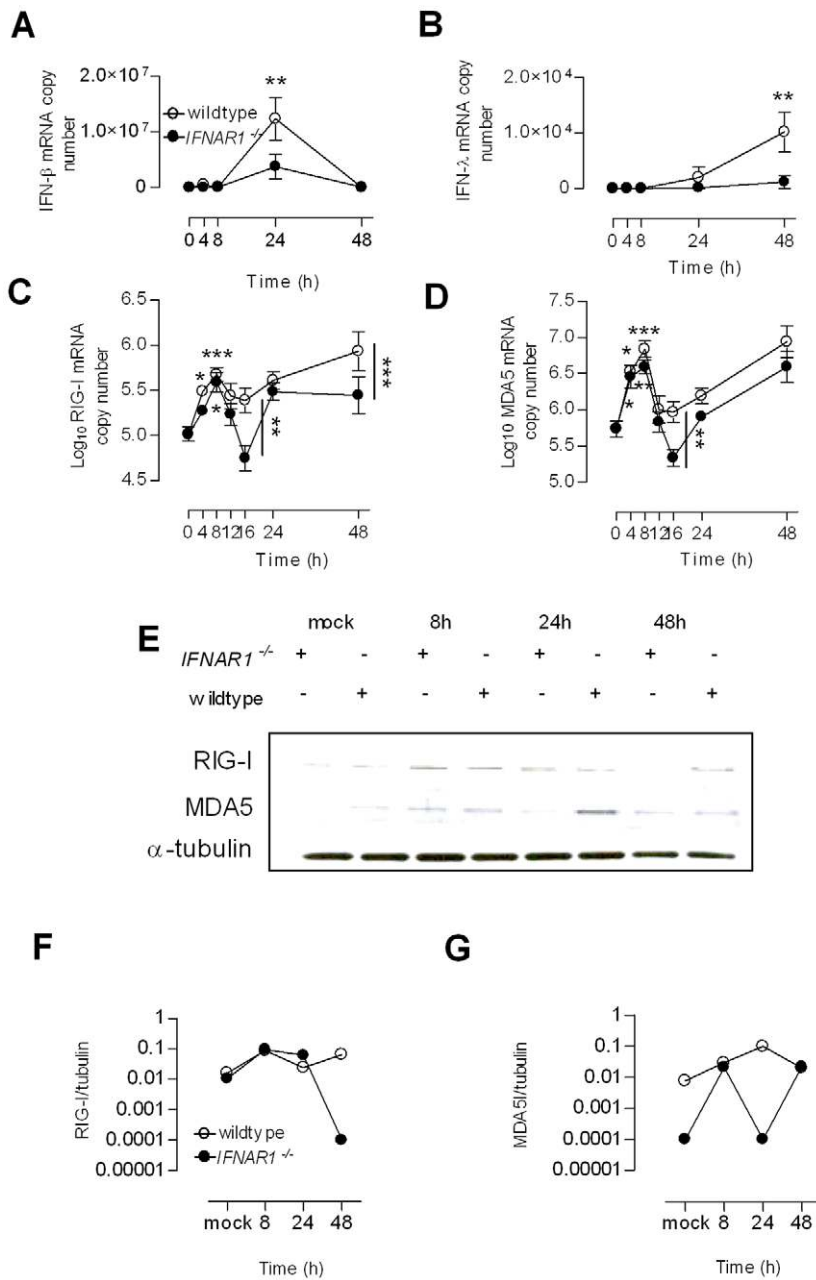 A
IFN-β mRNA copy
number
2.0×10⁷
1.0×10⁷
0
**
wildtype
IFNAR1 -/-
0 4 8 24 48
Time (h)
B
IFN-λ mRNA copy
number
2.0×10⁴
1.0×10⁴
0
**
0 4 8 24 48
Time (h)
C
Log₁₀ RIG-I mRNA
copy number
6.5
6.0
5.5
5.0
4.5
***
*
*
**
***
0 4 8 12 16 24 48
Time (h)
D
Log10 MDA5 mRNA
copy number
7.5
7.0
6.5
6.0
5.5
5.0
***
*
**
*
**
0 4 8 12 16 24 48
Time (h)
E
mock 8h 24h 48h
IFNAR1 -/- + - + - + - + -
wildtype - + - + - + - +
RIG-I
MDA5
α-tubulin
F
RIG-I/tubulin
1
0.1
0.01
0.001
0.0001
0.00001
wildtype
IFNAR1 -/-
mock 8 24 48
Time (h)
G
MDA5I/tubulin
1
0.1
0.01
0.001
0.0001
0.00001
mock 8 24 48
Time (h)